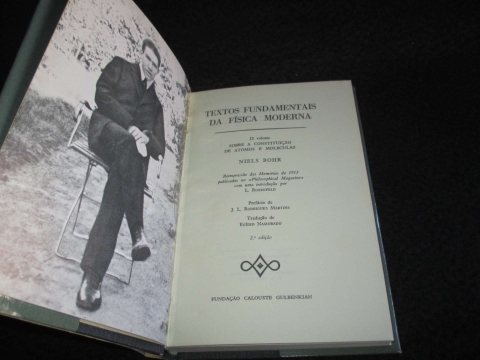 TEXTOS FUNDAMENTAIS
DA FÍSICA MODERNA
II volume
SOBRE A CONSTITUIÇÃO
DE ÁTOMOS E MOLÉCULAS
NIELS BOHR
Reimpressão das Memórias de 1913
publicadas no «Philosophical Magazine»
com uma introdução por
L. ROSENFELD
Prefácio de
J. L. RODRIGUES MARTINS
Tradução de
EGÍDIO NAMORADO
2.ª edição
FUNDAÇÃO CALOUSTE GULBENKIAN